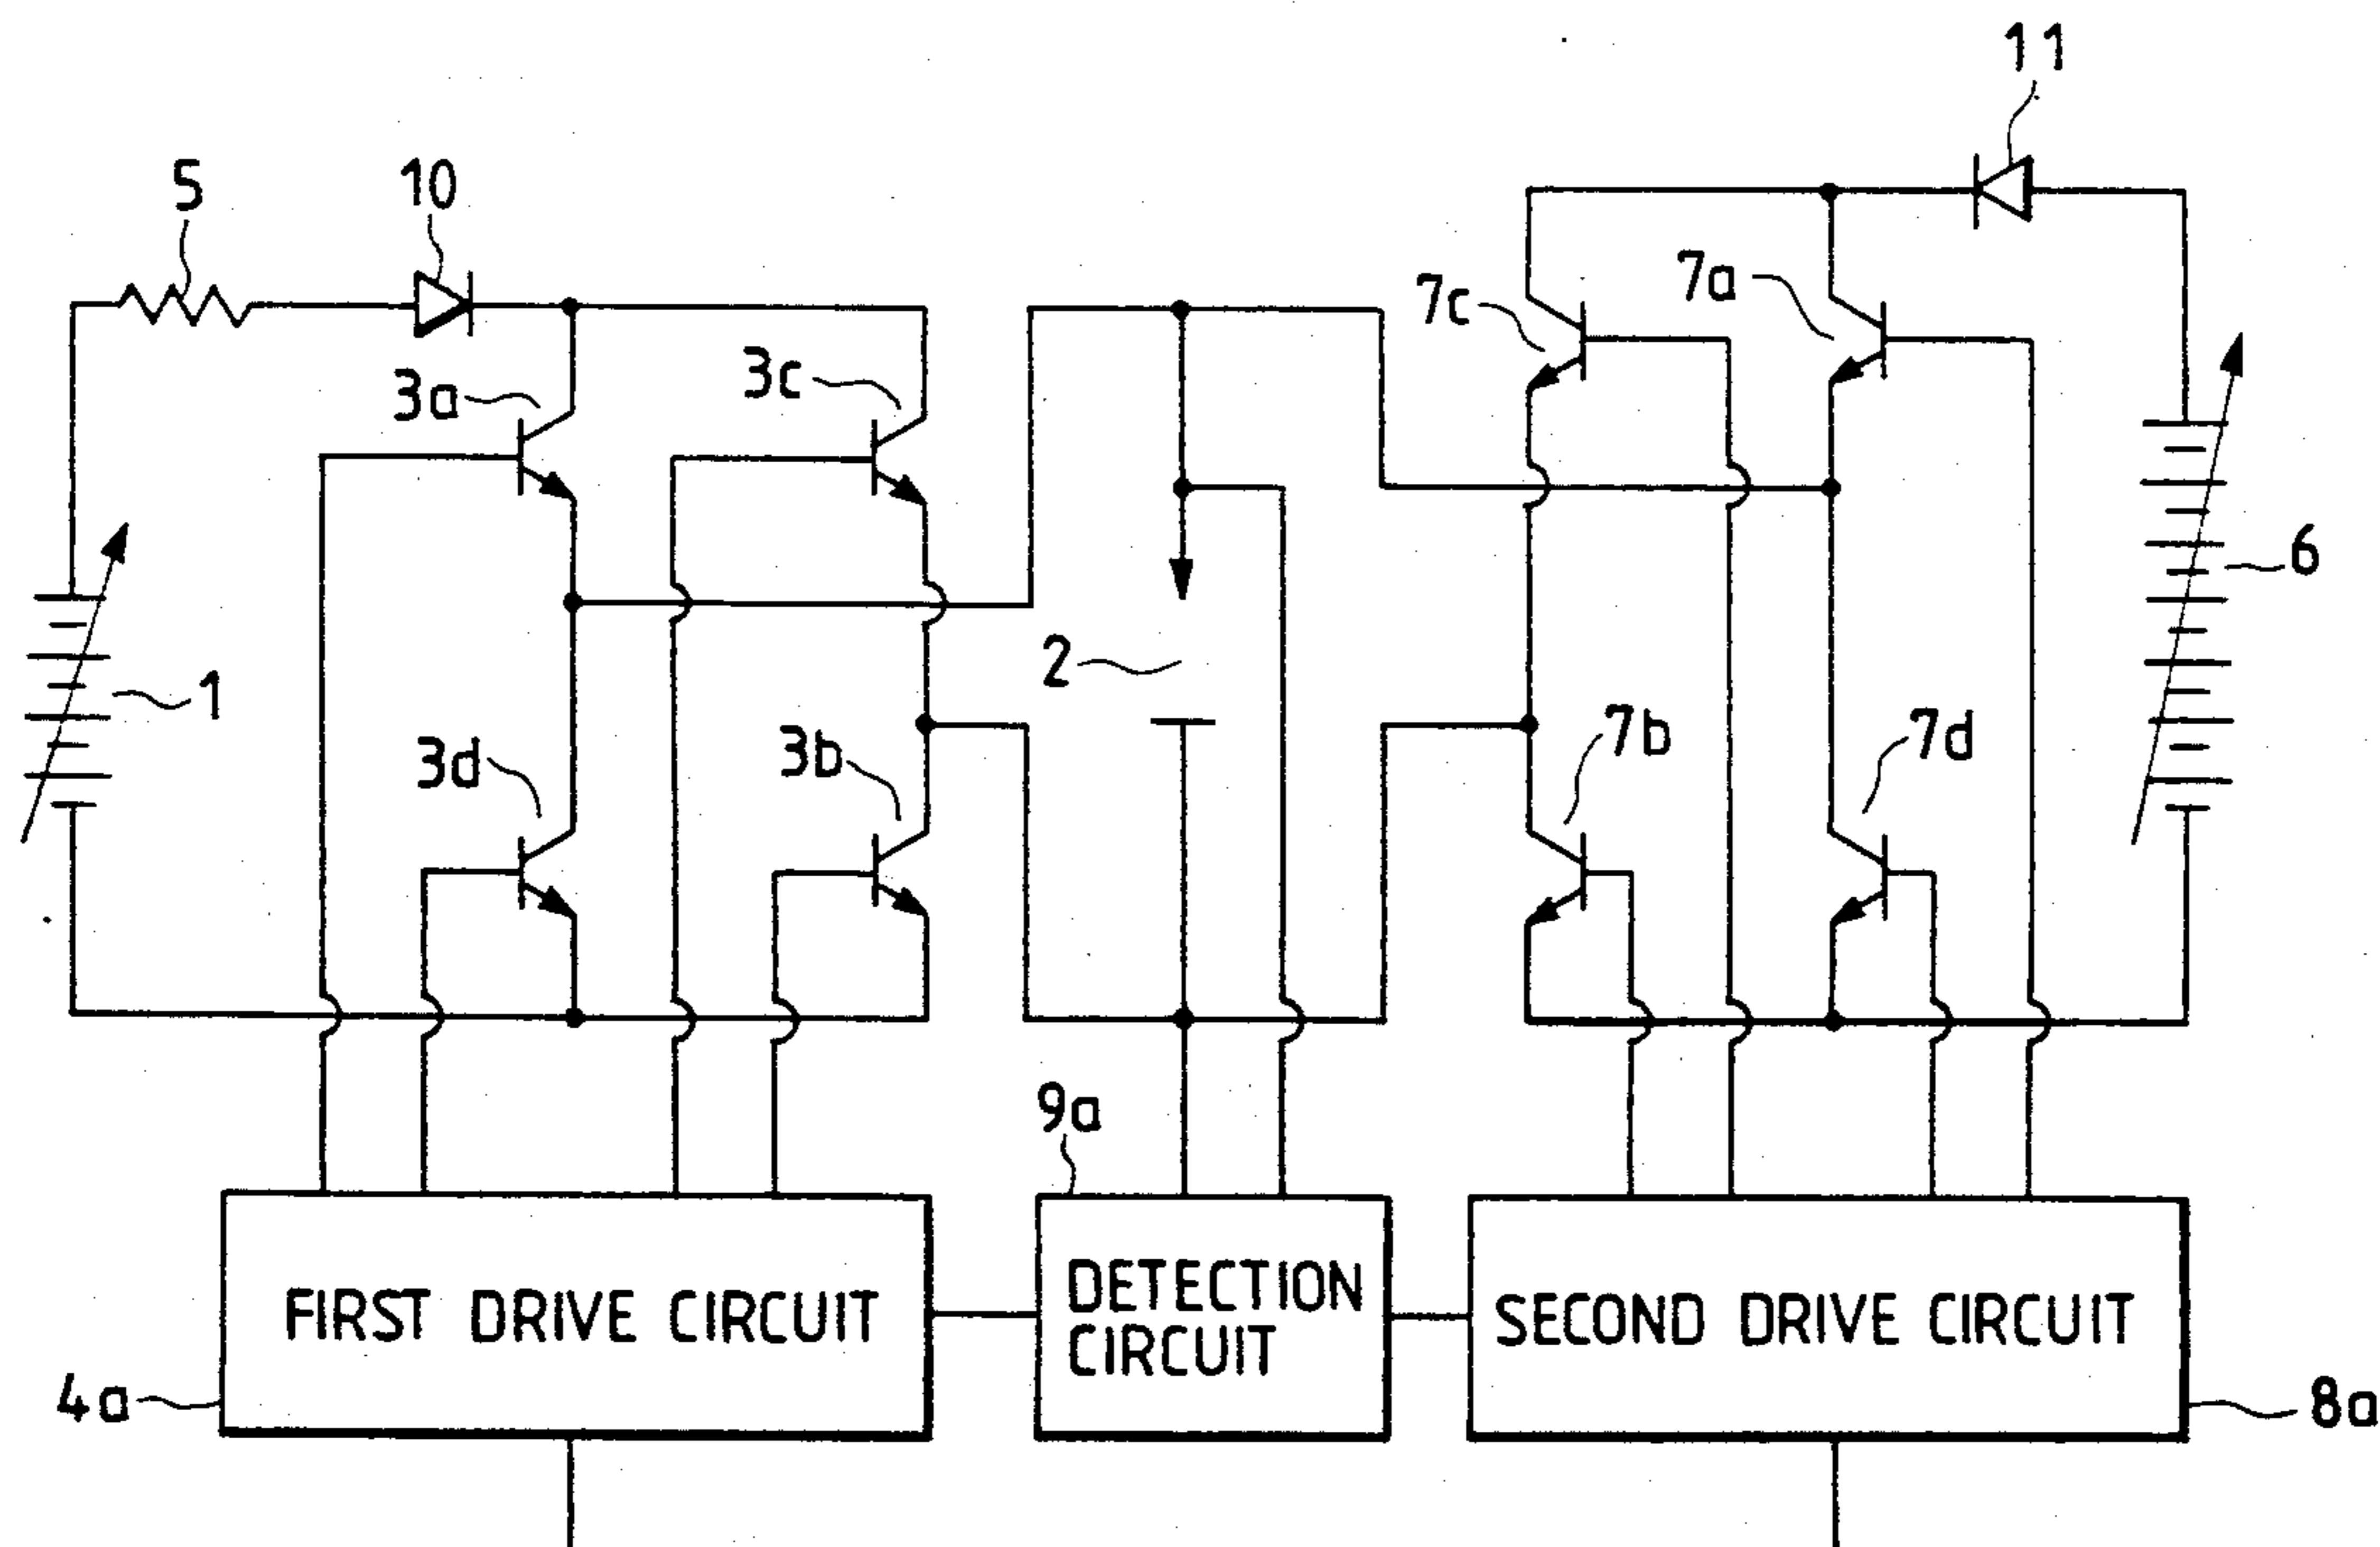 11
5
10
7c
7a
3a
3c
6
2
1
3d
3b
7b
7d
9a
FIRST DRIVE CIRCUIT
DETECTION
CIRCUIT
SECOND DRIVE CIRCUIT
4a
8a